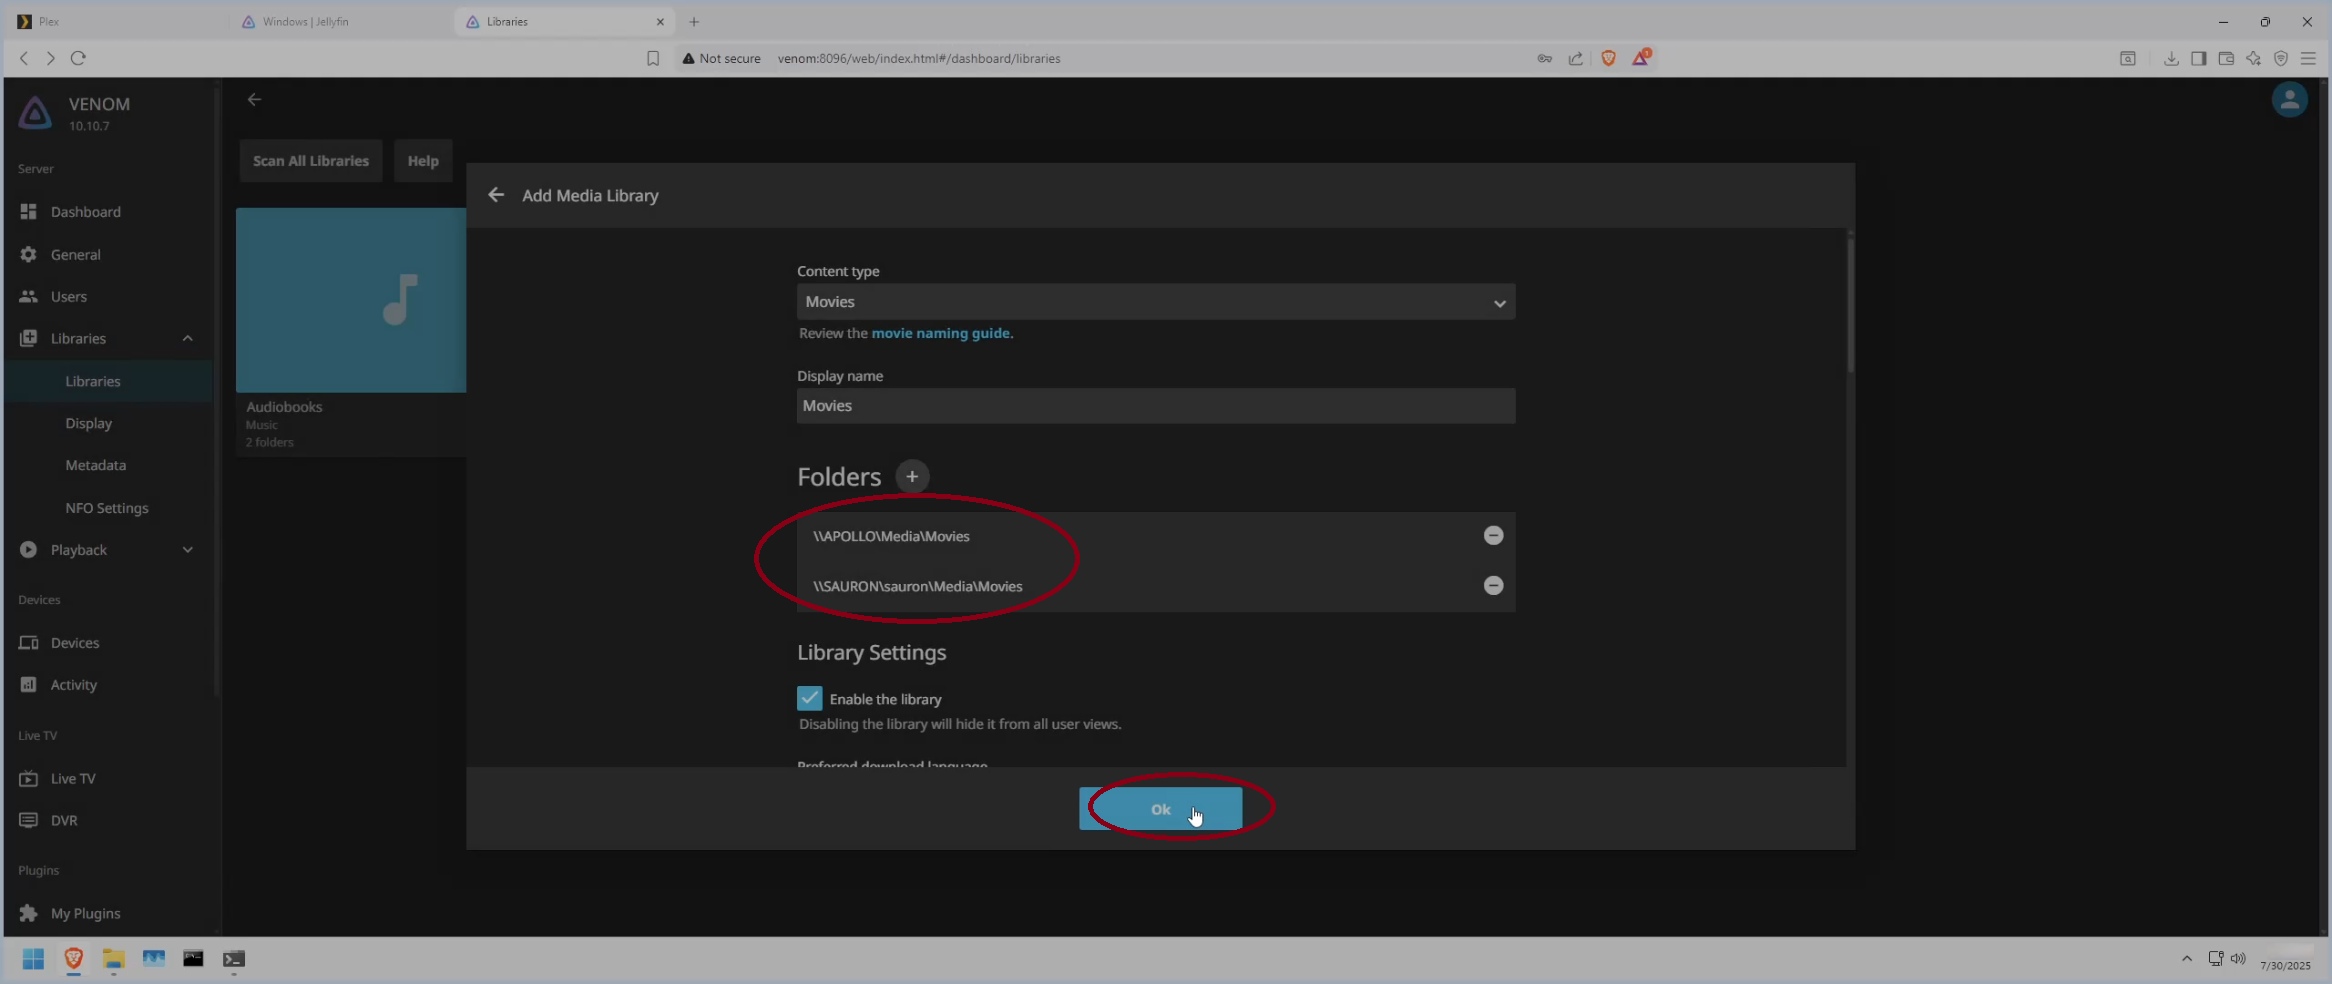 Plex
Windows | Jellyfin
Libraries
Not secure venom:8096/web/index.html#/dashboard/libraries
1
VENOM
10.10.7
Server
Dashboard
General
Users
Libraries
Libraries
Display
Metadata
NFO Settings
Playback
Devices
Devices
Activity
Live TV
Live TV
DVR
Plugins
My Plugins
Scan All Libraries
Help
Audiobooks
Music
2 folders
Add Media Library
Content type
Movies
Review the movie naming guide.
Display name
Movies
Folders
\\APOLLO\Media\Movies
\\SAURON\sauron\Media\Movies
Library Settings
Enable the library
Disabling the library will hide it from all user views.
Preferred download language
Ok
7/30/2025